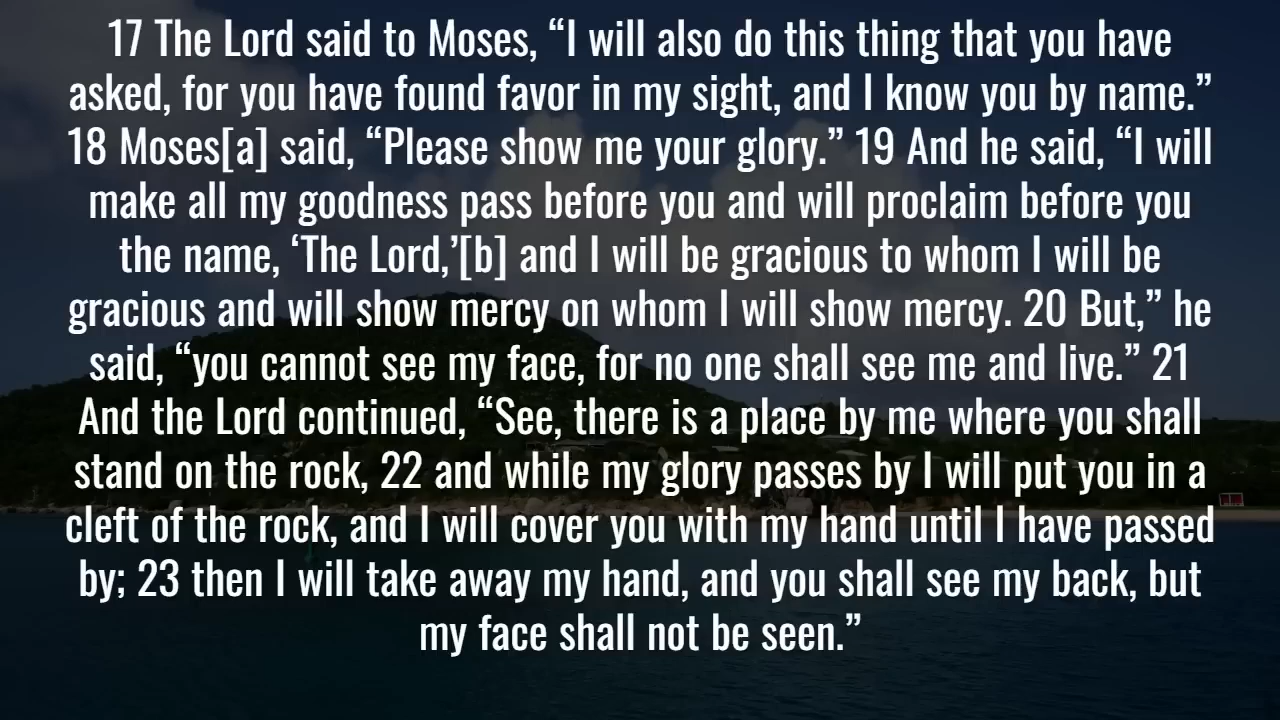 17 The Lord said to Moses, “I will also do this thing that you have
asked, for you have found favor in my sight, and I know you by name.”
18 Moses[a] said, “Please show me your glory.” 19 And he said, “I will
make all my goodness pass before you and will proclaim before you
the name, ‘The Lord,’[b] and I will be gracious to whom I will be
gracious and will show mercy on whom I will show mercy. 20 But,” he
said, “you cannot see my face, for no one shall see me and live.” 21
And the Lord continued, “See, there is a place by me where you shall
stand on the rock, 22 and while my glory passes by I will put you in a
cleft of the rock, and I will cover you with my hand until I have passed
by; 23 then I will take away my hand, and you shall see my back, but
my face shall not be seen.”